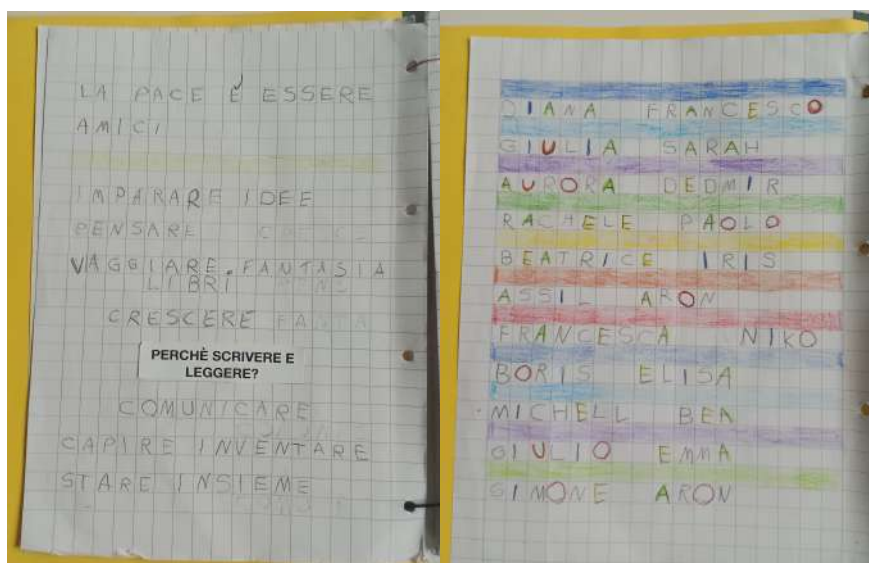 LA PACE È ESSERE
AMICI
IMPARARE IDEE
PENSARE
VAGGIARE. FANTASIA
LIBRI
CRESCERE
PERCHÈ SCRIVERE E
LEGGERE?
COMUNICARE
CAPIRE INVENTARE
STARE INSIEME
DIANA FRANCESCO
GIULIA SARAH
AURORA DEDMIR
RACHELE PAOLO
BEATRICE IRIS
ASSIL ARON
FRANCESCA NIKO
BORIS ELISA
MICHELL BEA
GIULIO EMMA
SIMONE ARON